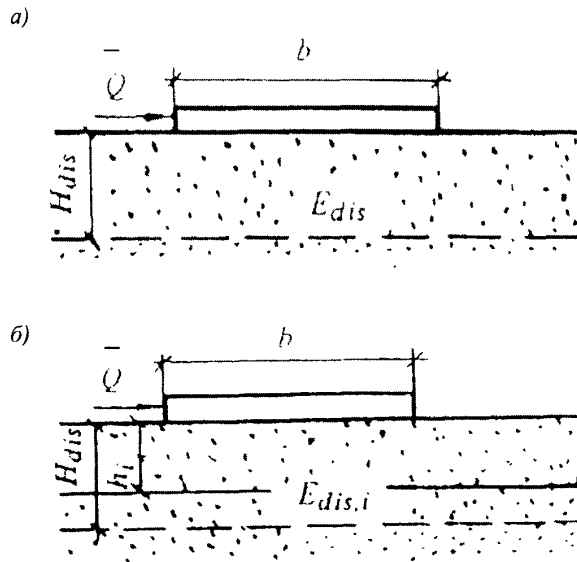 а)
Q̄
b
H_dis
E_dis
б)
Q̄
b
H_dis
h_i
E_dis,i